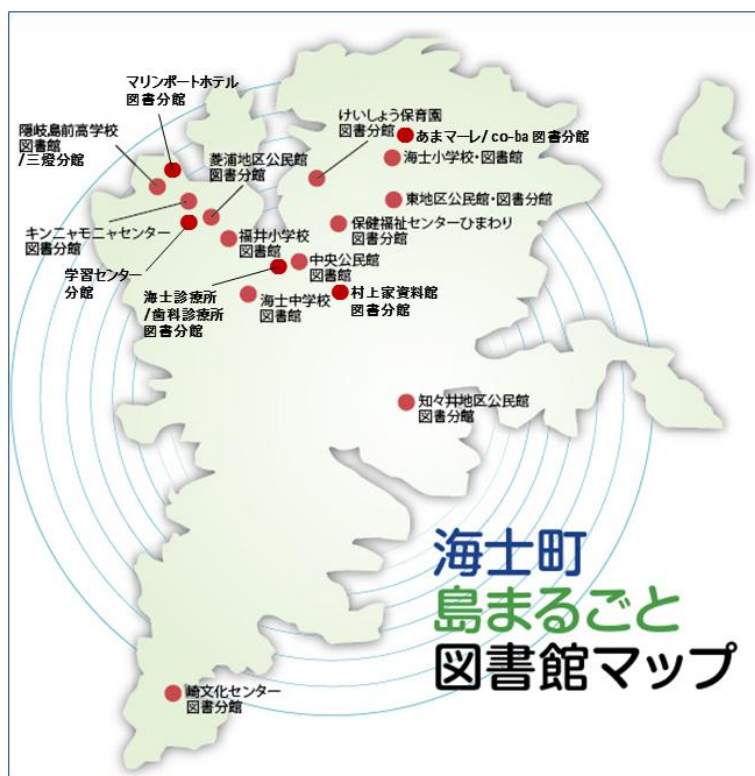 マリンポートホテル
図書分館
隠岐島前高学校
図書館
/三燈分館
菱浦地区公民館
図書分館
けいしょう保育園
図書分館
あまマーレ/ co-ba 図書分館
海士小学校・図書館
東地区公民館・図書分館
保健福祉センターひまわり
図書分館
キンニャモニャセンター
図書分館
福井小学校
図書館
学習センター
分館
中央公民館
図書館
海士診療所
/歯科診療所
図書分館
海士中学校
図書館
村上家資料館
図書分館
知々井地区公民館
図書分館
海士町
島まるごと
図書館マップ
崎文化センター
図書分館